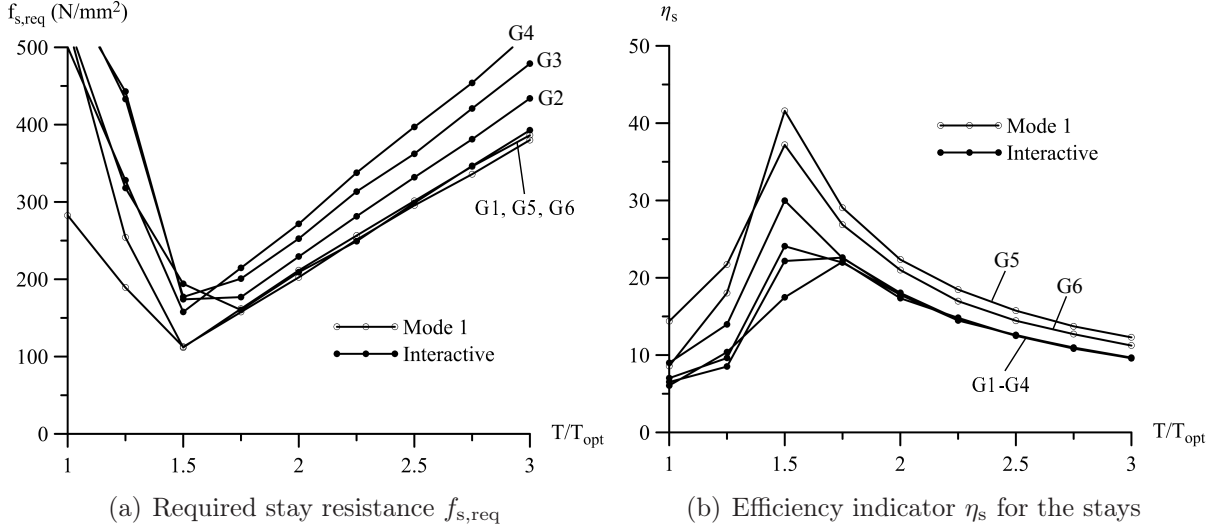 f_s,req (N/mm²)
500
400
300
200
100
0
1
1.5
2
2.5
3
T/T_opt
G4
G3
G2
G1, G5, G6
Mode 1
Interactive
(a) Required stay resistance f_s,req
η_s
50
40
30
20
10
0
1
1.5
2
2.5
3
T/T_opt
Mode 1
Interactive
G5
G6
G1-G4
(b) Efficiency indicator η_s for the stays